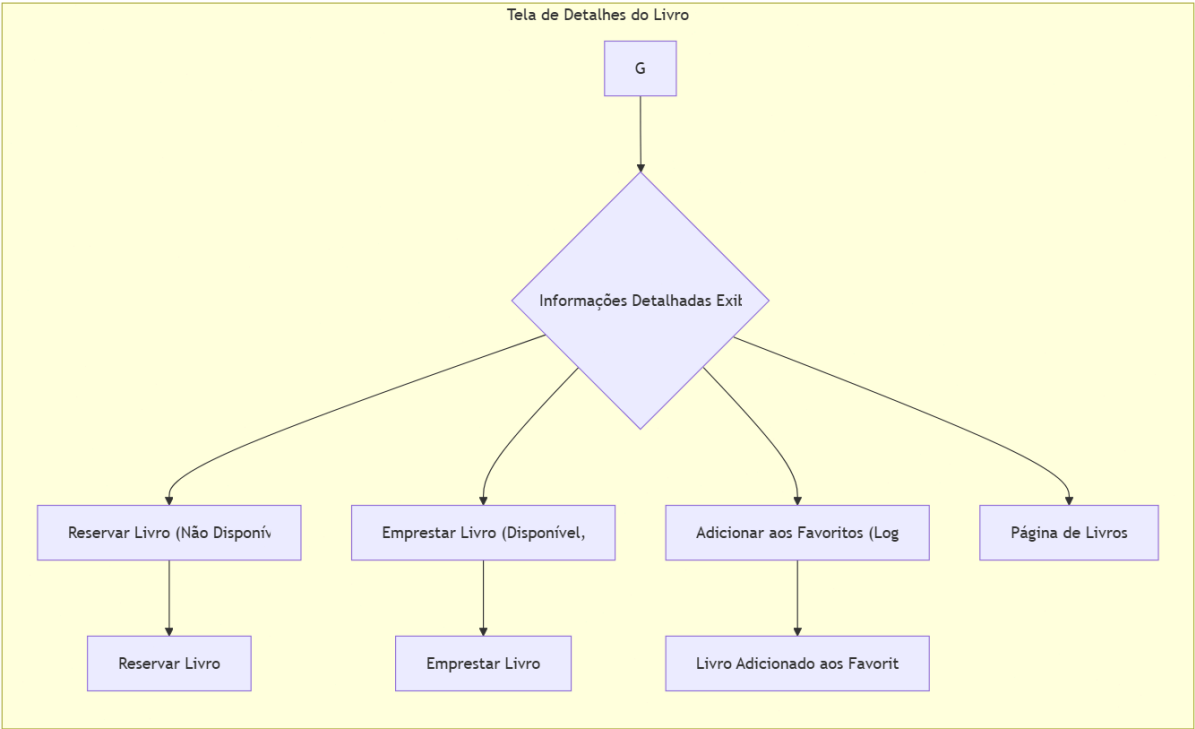 Tela de Detalhes do Livro
G
Informações Detalhadas Exib
Reservar Livro (Não Disponív
Emprestar Livro (Disponível,
Adicionar aos Favoritos (Log
Página de Livros
Reservar Livro
Emprestar Livro
Livro Adicionado aos Favorit